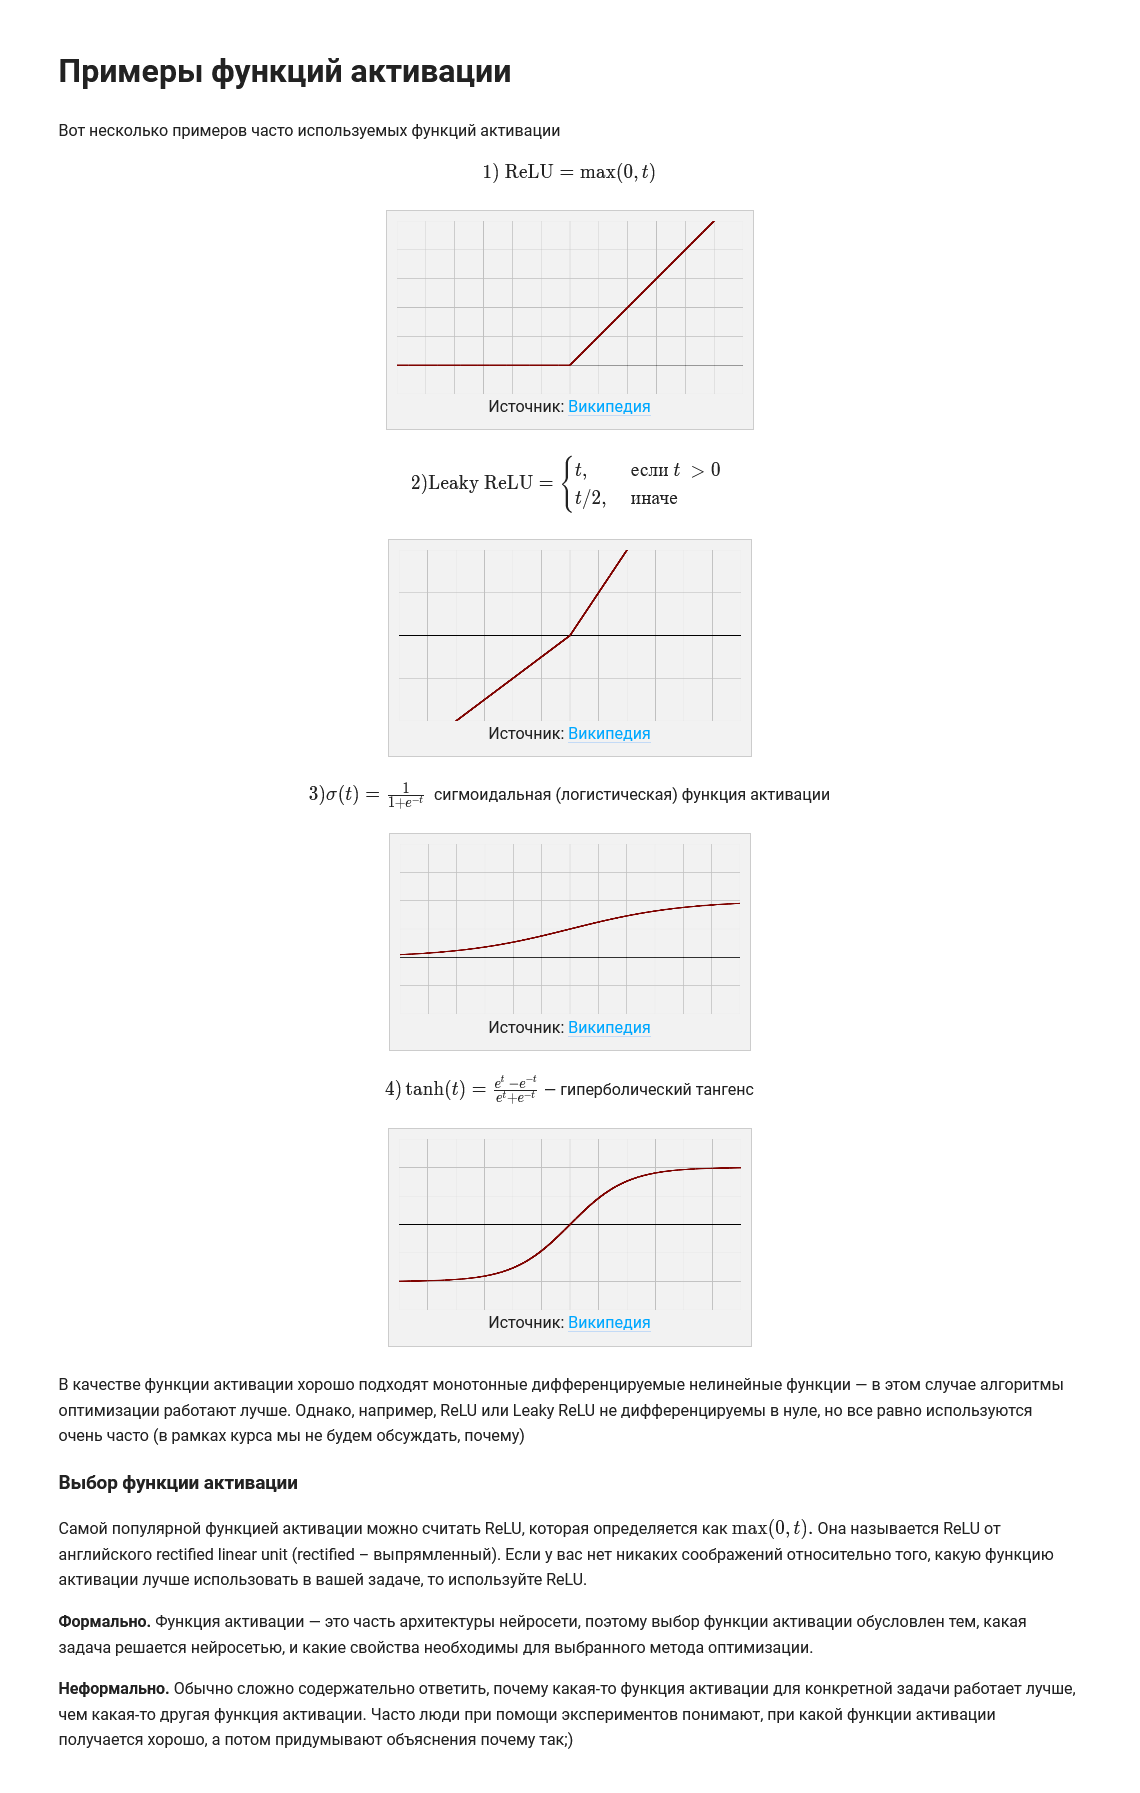 Примеры функций активации
Вот несколько примеров часто используемых функций активации
1) ReLU = max(0, t)
Источник: Википедия
2)Leaky ReLU = { t, если t > 0
t/2, иначе
Источник: Википедия
3)σ(t) = 1/(1+e^{-t}) сигмоидальная (логистическая) функция активации
Источник: Википедия
4) tanh(t) = (e^t − e^{-t})/(e^t + e^{-t}) — гиперболический тангенс
Источник: Википедия
В качестве функции активации хорошо подходят монотонные дифференцируемые нелинейные функции — в этом случае алгоритмы
оптимизации работают лучше. Однако, например, ReLU или Leaky ReLU не дифференцируемы в нуле, но все равно используются
очень часто (в рамках курса мы не будем обсуждать, почему)
Выбор функции активации
Самой популярной функцией активации можно считать ReLU, которая определяется как max(0, t). Она называется ReLU от
английского rectified linear unit (rectified – выпрямленный). Если у вас нет никаких соображений относительно того, какую функцию
активации лучше использовать в вашей задаче, то используйте ReLU.
Формально. Функция активации — это часть архитектуры нейросети, поэтому выбор функции активации обусловлен тем, какая
задача решается нейросетью, и какие свойства необходимы для выбранного метода оптимизации.
Неформально. Обычно сложно содержательно ответить, почему какая-то функция активации для конкретной задачи работает лучше,
чем какая-то другая функция активации. Часто люди при помощи экспериментов понимают, при какой функции активации
получается хорошо, а потом придумывают объяснения почему так;)